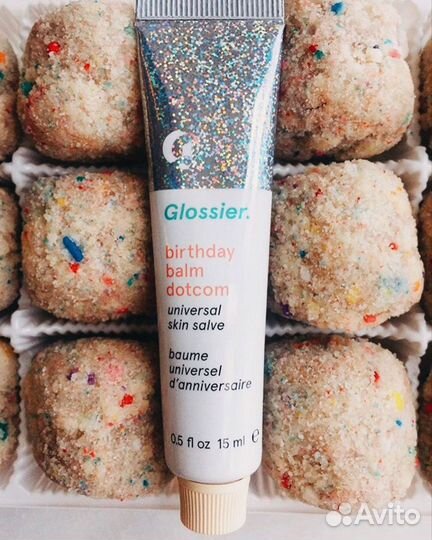 G
Glossier.
birthday
balm
dotcom
universal
skin salve
baume
universel
d'anniversaire
0.5 fl oz 15 ml e
Avito